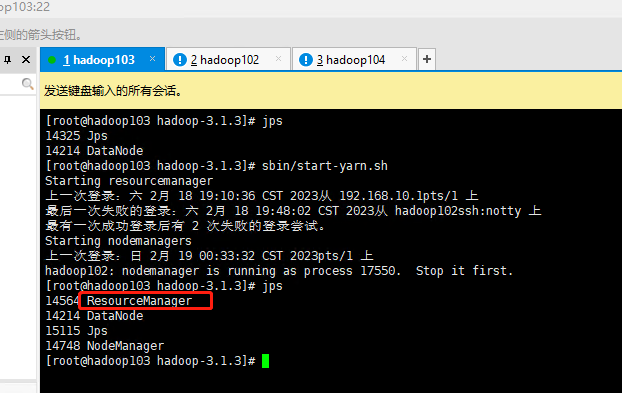 op103:22
左侧的箭头按钮。
1 hadoop103 × 2 hadoop102 × 3 hadoop104 × +
发送键盘输入的所有会话。
[root@hadoop103 hadoop-3.1.3]# jps
14325 Jps
14214 DataNode
[root@hadoop103 hadoop-3.1.3]# sbin/start-yarn.sh
Starting resourcemanager
上一次登录：六 2月 18 19:10:36 CST 2023从 192.168.10.1pts/1 上
最后一次失败的登录：六 2月 18 19:48:02 CST 2023从 hadoop102ssh:notty 上
最有一次成功登录后有 2 次失败的登录尝试。
Starting nodemanagers
上一次登录：日 2月 19 00:33:32 CST 2023pts/1 上
hadoop102: nodemanager is running as process 17550.  Stop it first.
[root@hadoop103 hadoop-3.1.3]# jps
14564 ResourceManager
14214 DataNode
15115 Jps
14748 NodeManager
[root@hadoop103 hadoop-3.1.3]#